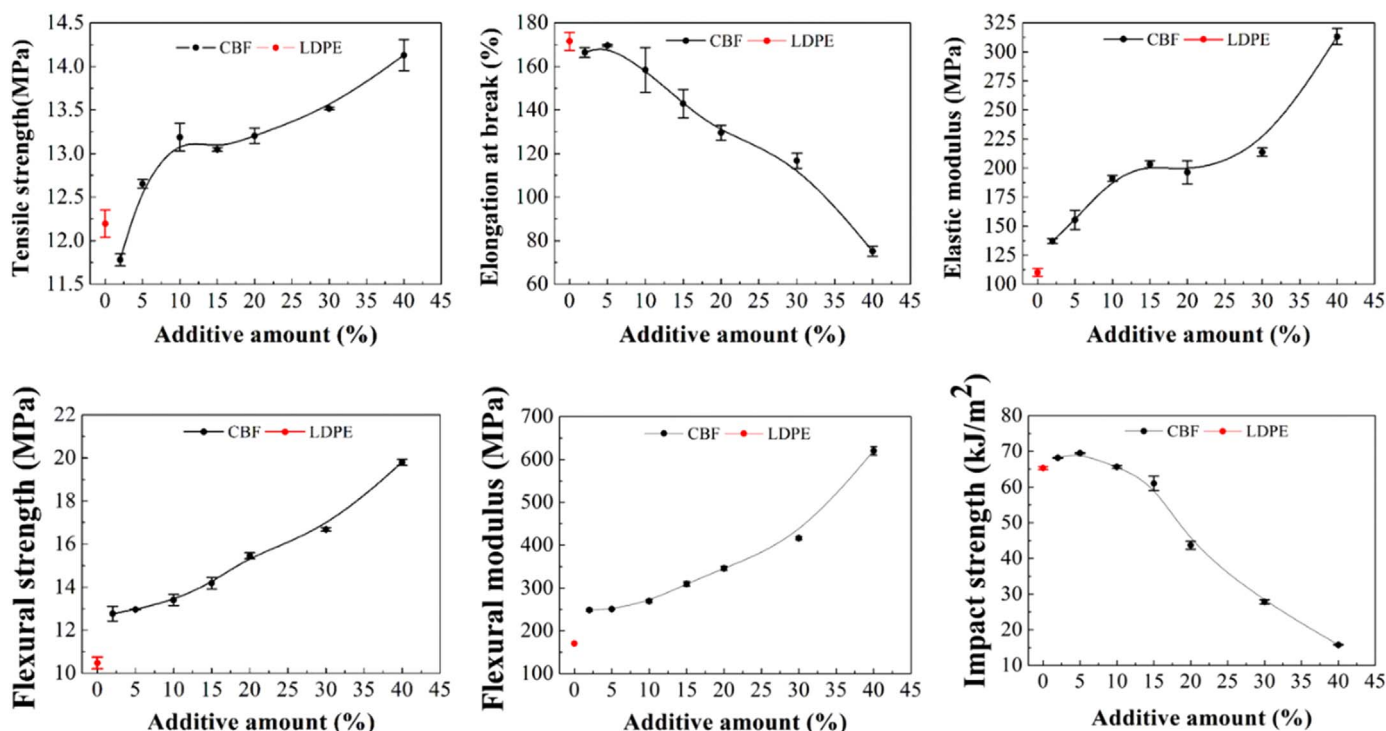 Tensile strength(MPa)
14.5
14.0
13.5
13.0
12.5
12.0
11.5
CBF LDPE
0 5 10 15 20 25 30 35 40 45
Additive amount (%)
Elongation at break (%)
180
160
140
120
100
80
60
CBF LDPE
0 5 10 15 20 25 30 35 40 45
Additive amount (%)
Elastic modulus (MPa)
325
300
275
250
225
200
175
150
125
100
CBF LDPE
0 5 10 15 20 25 30 35 40 45
Additive amount (%)
Flexural strength (MPa)
22
20
18
16
14
12
10
CBF LDPE
0 5 10 15 20 25 30 35 40 45
Additive amount (%)
Flexural modulus (MPa)
700
600
500
400
300
200
100
CBF LDPE
0 5 10 15 20 25 30 35 40 45
Additive amount (%)
Impact strength (kJ/m²)
80
70
60
50
40
30
20
10
CBF LDPE
0 5 10 15 20 25 30 35 40 45
Additive amount (%)